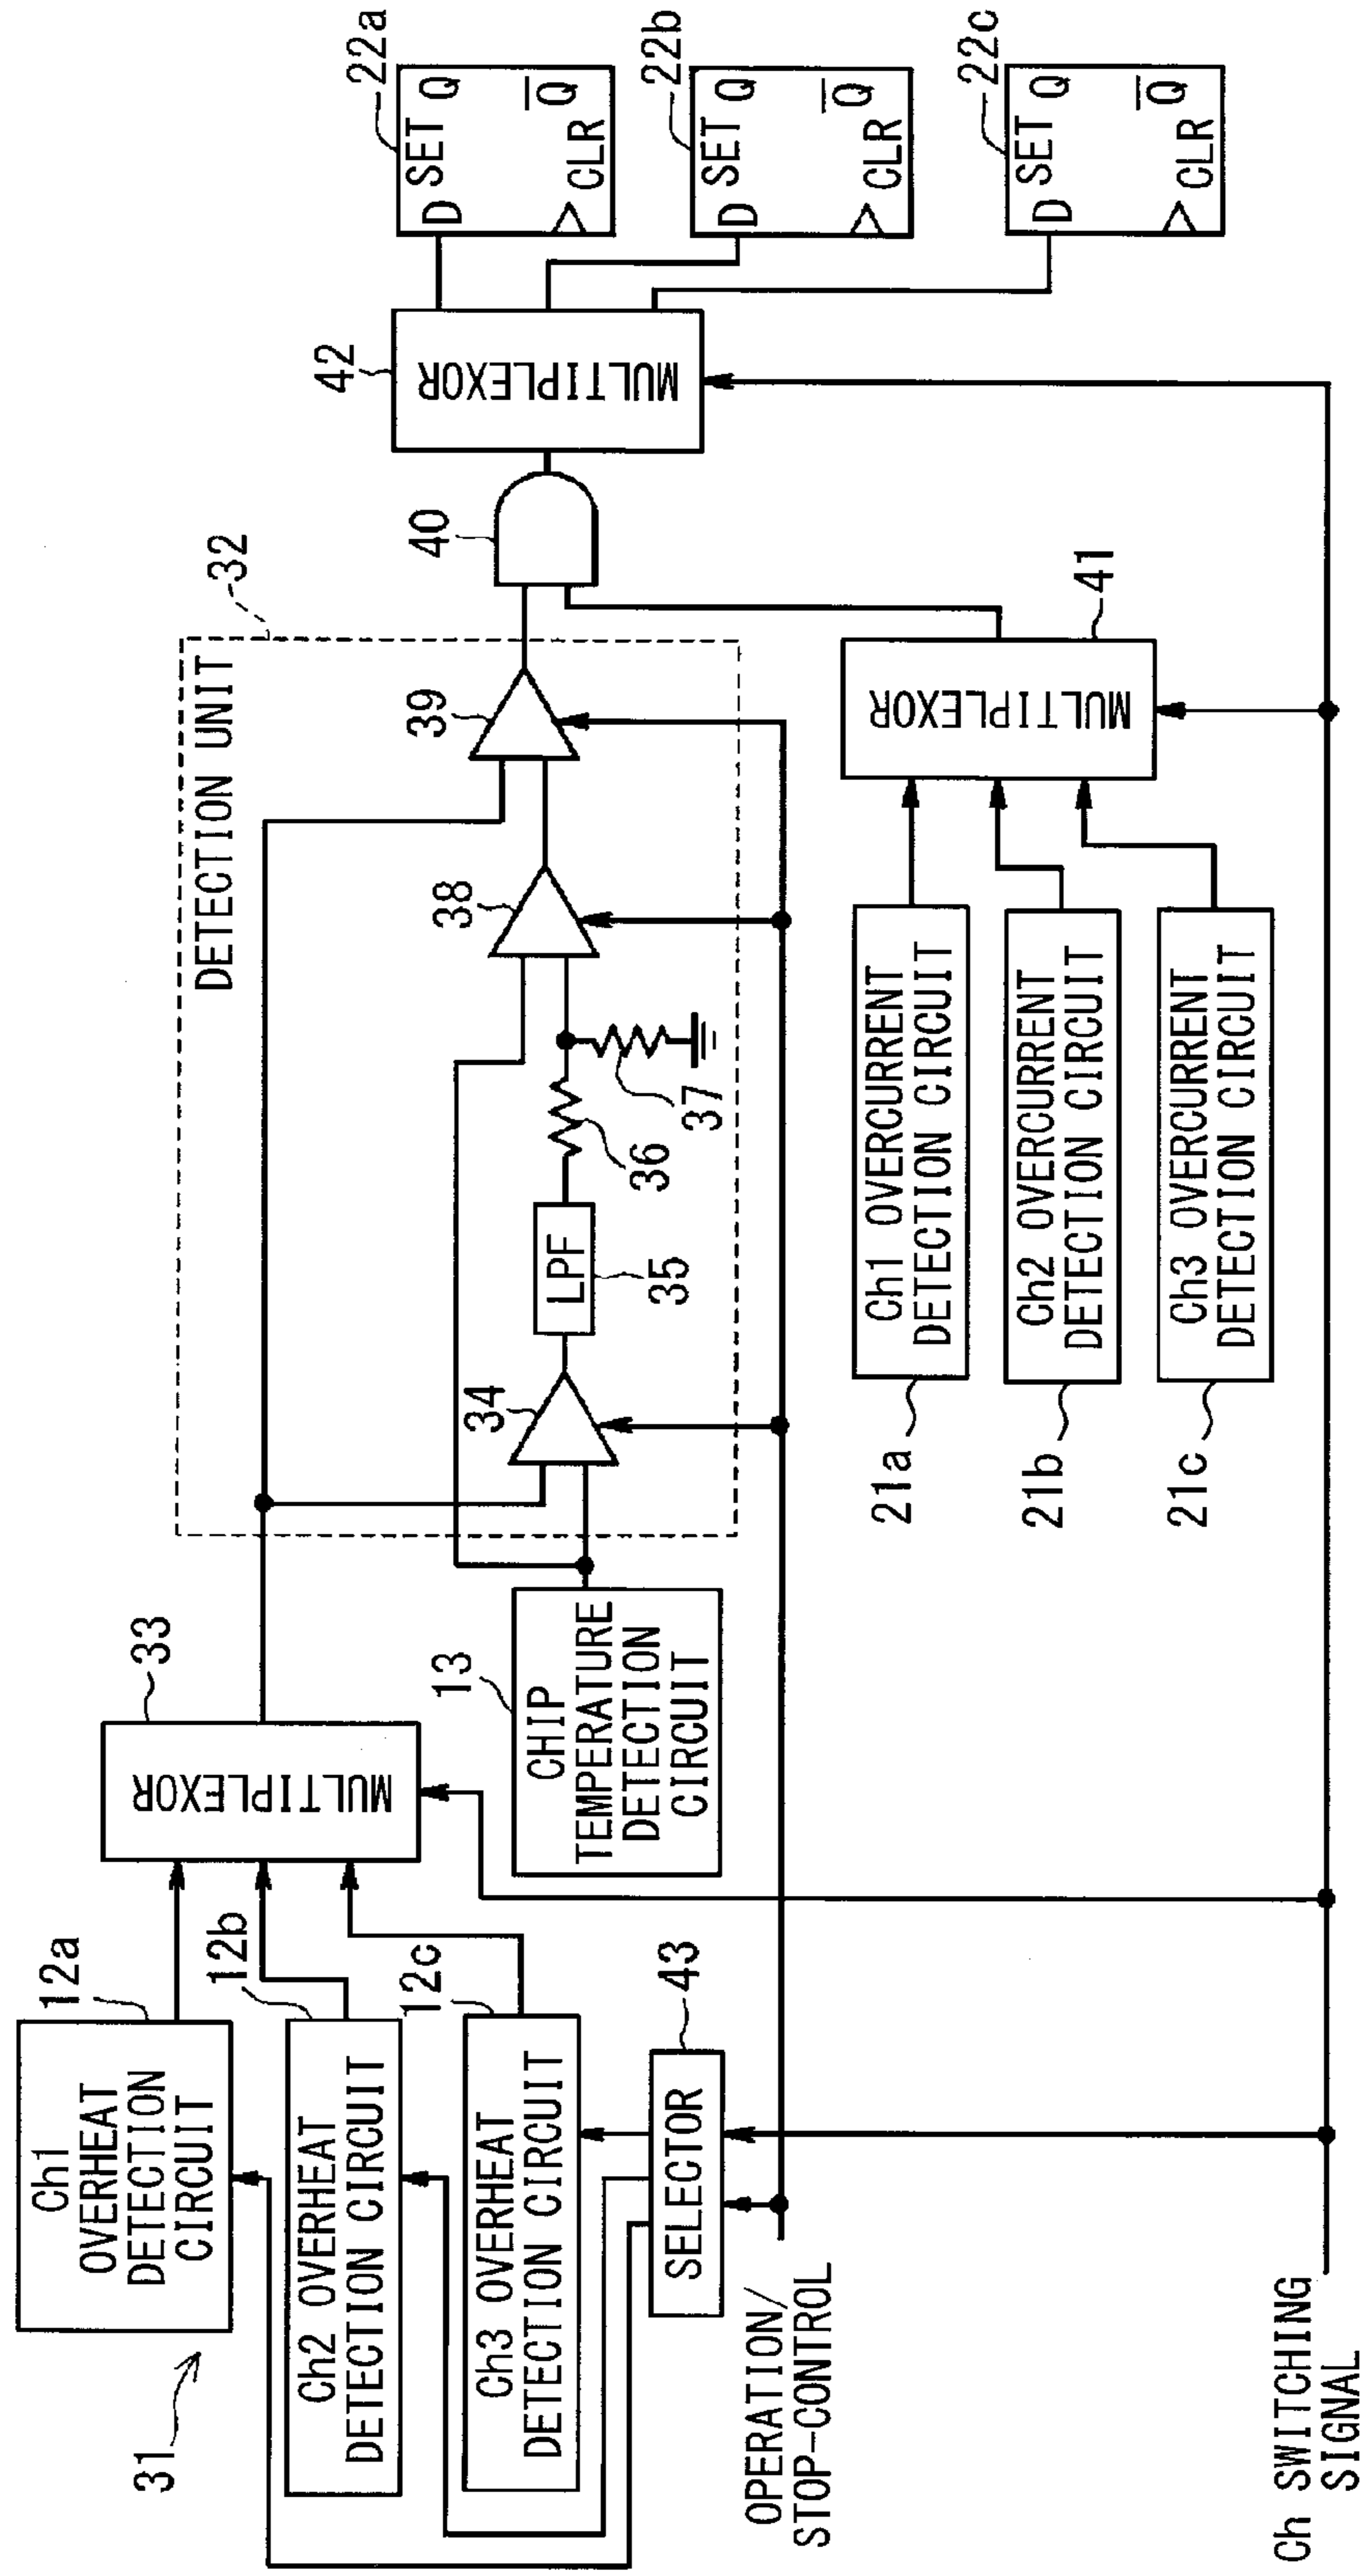 31
Ch1
OVERHEAT
DETECTION
CIRCUIT
12a
Ch2 OVERHEAT
DETECTION CIRCUIT
12b
Ch3 OVERHEAT
DETECTION CIRCUIT
12c
SELECTOR
43
OPERATION/
STOP-CONTROL
Ch SWITCHING
SIGNAL
MULTIPLEXOR
33
CHIP
TEMPERATURE
DETECTION
CIRCUIT
13
DETECTION UNIT
32
34
LPF
35
36
37
38
39
40
Ch1 OVERCURRENT
DETECTION CIRCUIT
21a
Ch2 OVERCURRENT
DETECTION CIRCUIT
21b
Ch3 OVERCURRENT
DETECTION CIRCUIT
21c
MULTIPLEXOR
41
MULTIPLEXOR
42
22a
D SET Q
CLR Q̅
22b
D SET Q
CLR Q̅
22c
D SET Q
CLR Q̅